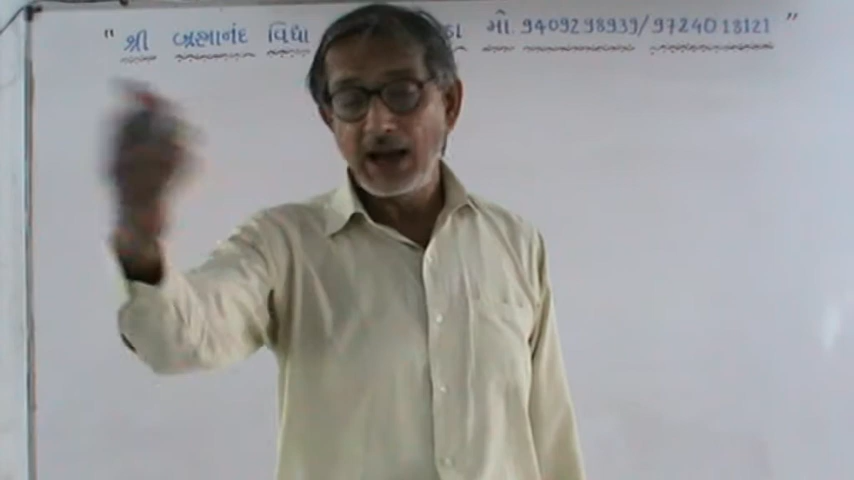 " શ્રી બ્રહ્માનંદ વિદ્યા મો. 9409298939/9724018121 "